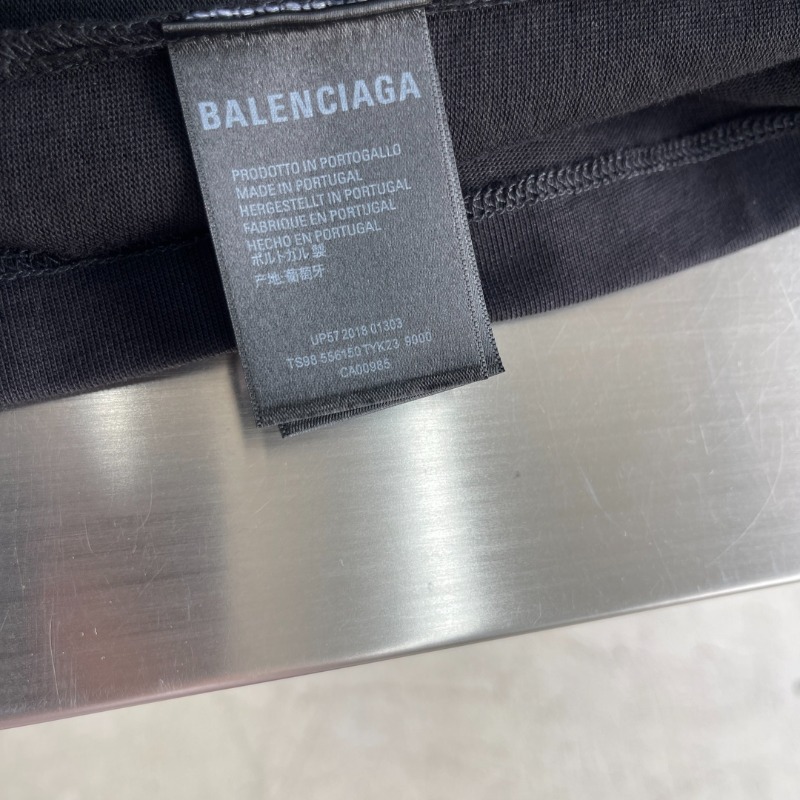 BALENCIAGA
PRODOTTO IN PORTOGALLO
MADE IN PORTUGAL
HERGESTELLT IN PORTUGAL
FABRIQUE EN PORTUGAL
HECHO EN PORTUGAL
ポルトガル 製
产地:葡萄牙
UP57 2018 01303
TS98 556150 TYK23 9000
CA00985